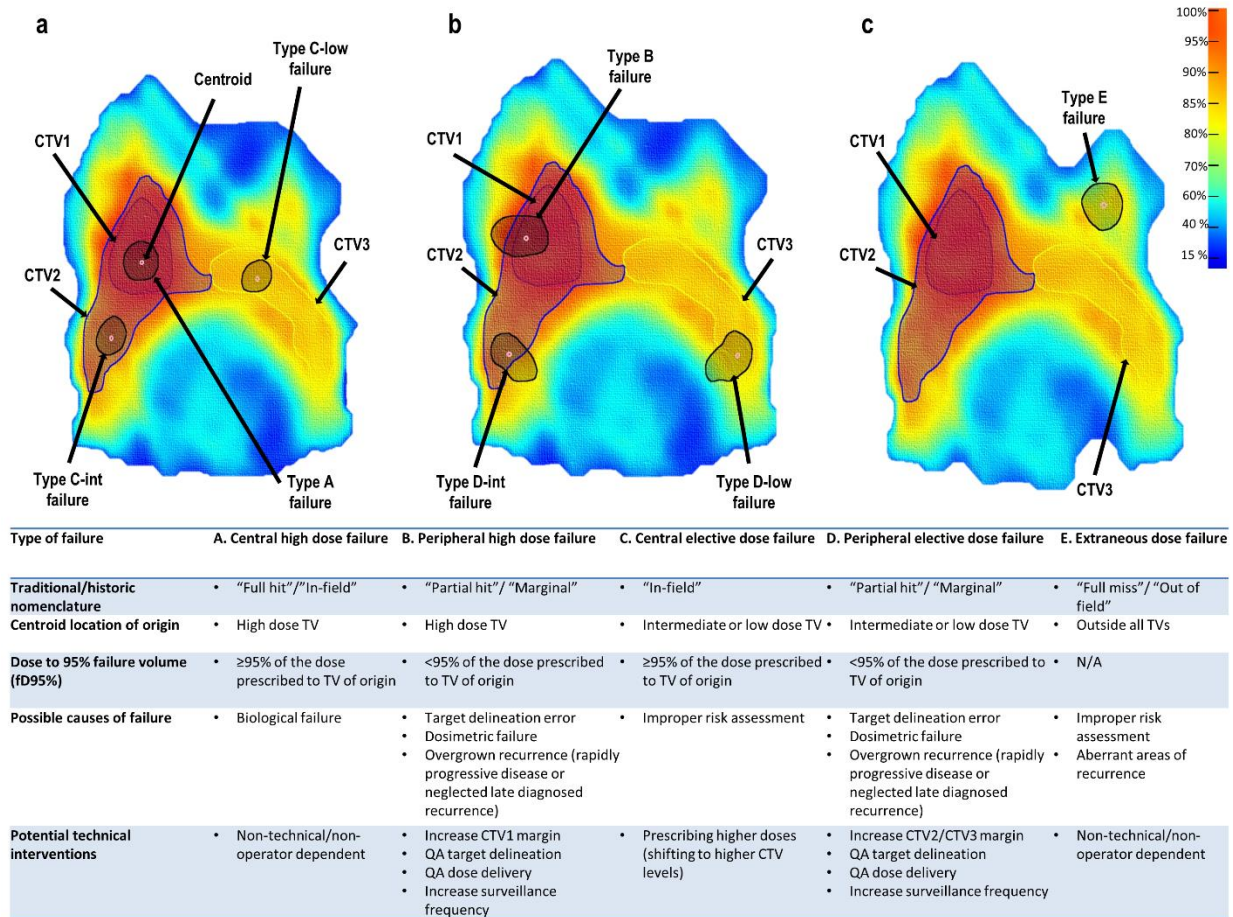 a
b
c
Type C-low
failure
Centroid
CTV1
CTV2
CTV3
Type C-int
failure
Type A
failure
Type B
failure
CTV1
CTV2
CTV3
Type D-int
failure
Type D-low
failure
Type E
failure
CTV1
CTV2
CTV3
100%
95%
90%
85%
80%
70%
60%
40 %
15 %
Type of failure
A. Central high dose failure
B. Peripheral high dose failure
C. Central elective dose failure
D. Peripheral elective dose failure
E. Extraneous dose failure
Traditional/historic
nomenclature
• “Full hit”/”In-field”
• “Partial hit”/ “Marginal”
• “In-field”
• “Partial hit”/ “Marginal”
• “Full miss”/ “Out of
field”
Centroid location of origin
• High dose TV
• High dose TV
• Intermediate or low dose TV
• Intermediate or low dose TV
• Outside all TVs
Dose to 95% failure volume
(fD95%)
• ≥95% of the dose
prescribed to TV of origin
• <95% of the dose prescribed
to TV of origin
• ≥95% of the dose prescribed
to TV of origin
• <95% of the dose prescribed to
TV of origin
• N/A
Possible causes of failure
• Biological failure
• Target delineation error
• Dosimetric failure
• Overgrown recurrence (rapidly
progressive disease or
neglected late diagnosed
recurrence)
• Improper risk assessment
• Target delineation error
• Dosimetric failure
• Overgrown recurrence (rapidly
progressive disease or
neglected late diagnosed
recurrence)
• Improper risk
assessment
• Aberrant areas of
recurrence
Potential technical
interventions
• Non-technical/non-
operator dependent
• Increase CTV1 margin
• QA target delineation
• QA dose delivery
• Increase surveillance
frequency
• Prescribing higher doses
(shifting to higher CTV
levels)
• Increase CTV2/CTV3 margin
• QA target delineation
• QA dose delivery
• Increase surveillance frequency
• Non-technical/non-
operator dependent